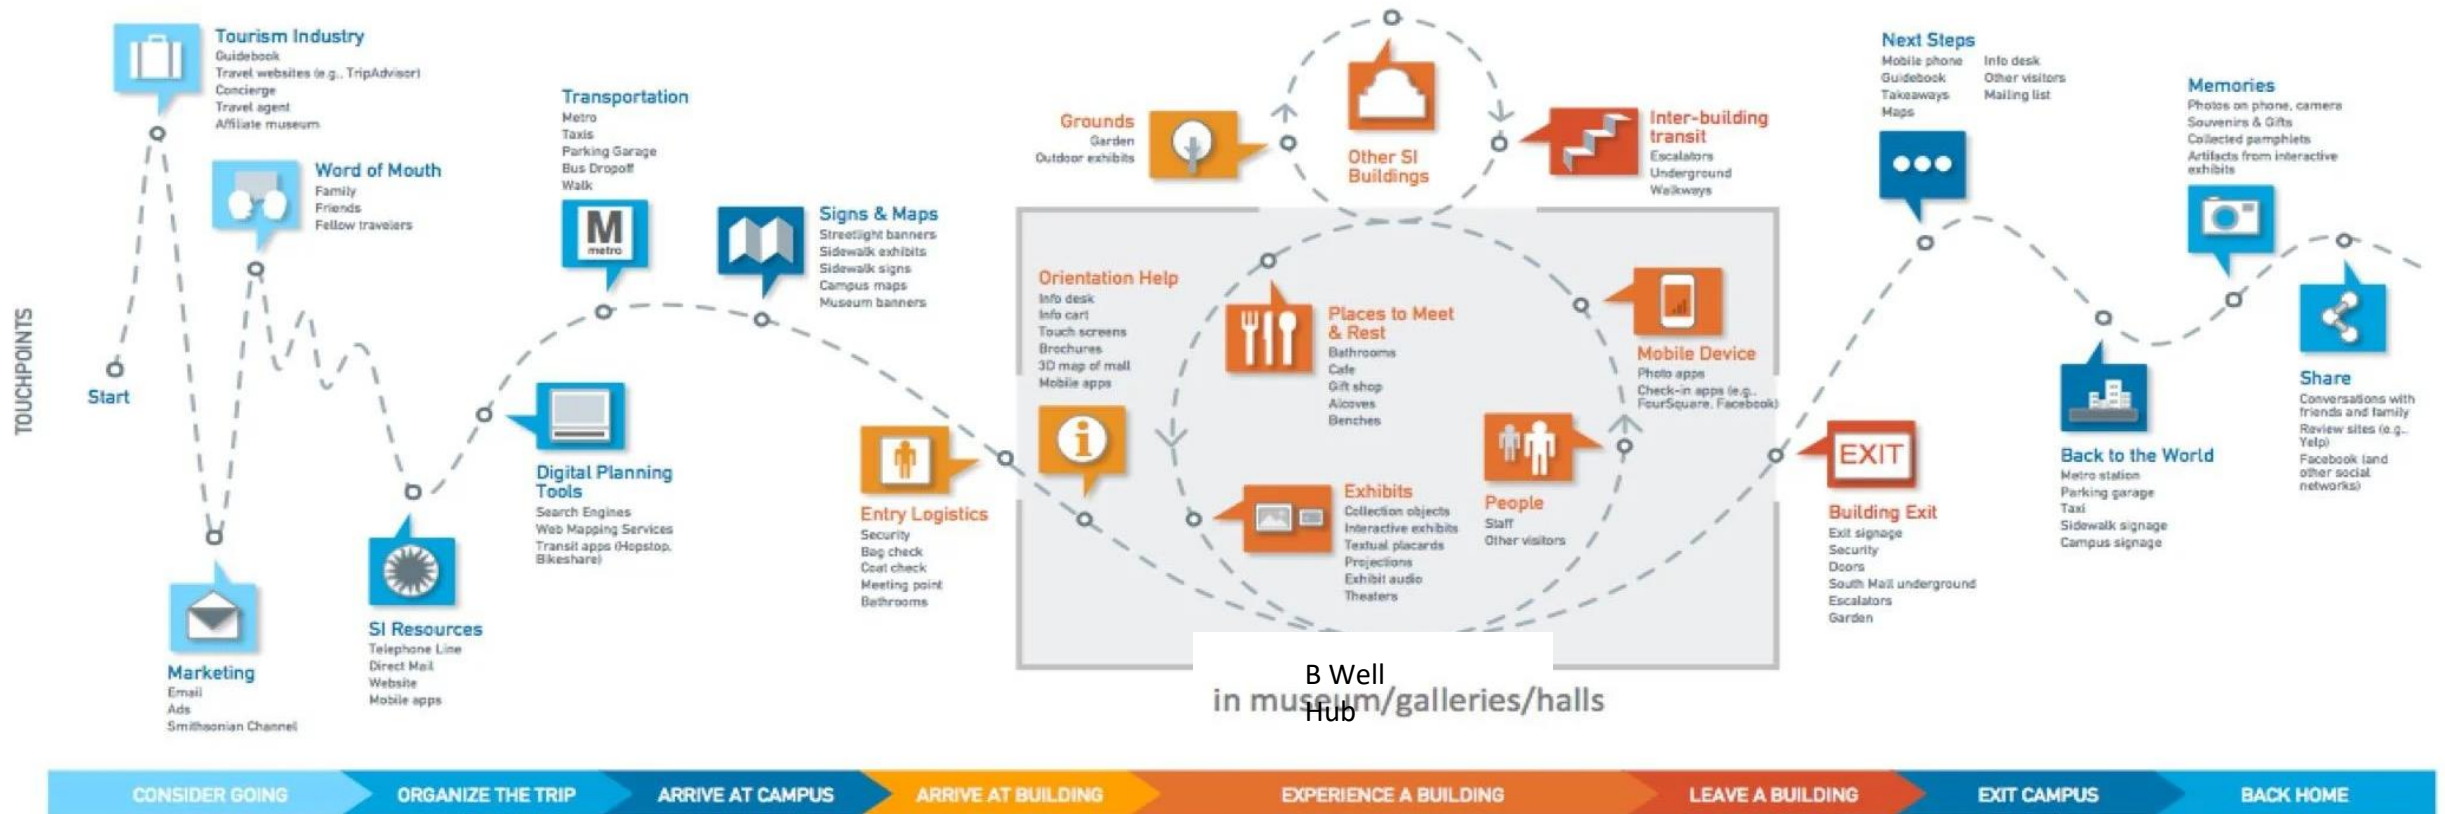 TOUCHPOINTS
Start
Tourism Industry
Guidebook
Travel websites (e.g., TripAdvisor)
Concierge
Travel agent
Affiliate museum
Word of Mouth
Family
Friends
Fellow travelers
Marketing
Email
Ads
Smithsonian Channel
SI Resources
Telephone Line
Direct Mail
Website
Mobile apps
Digital Planning
Tools
Search Engines
Web Mapping Services
Transit apps (Hopstop,
Bikeshare)
Transportation
Metro
Taxis
Parking Garage
Bus Dropoff
Walk
M
metro
Signs & Maps
Streetlight banners
Sidewalk exhibits
Sidewalk signs
Campus maps
Museum banners
Entry Logistics
Security
Bag check
Coat check
Meeting point
Bathrooms
Orientation Help
Info desk
Info cart
Touch screens
Brochures
3D map of mall
Mobile apps
i
Grounds
Garden
Outdoor exhibits
Other SI
Buildings
Inter-building
transit
Escalators
Underground
Walkways
Places to Meet
& Rest
Bathrooms
Cafe
Gift shop
Alcoves
Benches
Exhibits
Collection objects
Interactive exhibits
Textual placards
Projections
Exhibit audio
Theaters
People
Staff
Other visitors
Mobile Device
Photo apps
Check-in apps (e.g.,
FourSquare, Facebook)
B Well
Hub
in museum/galleries/halls
EXIT
Building Exit
Exit signage
Security
Doors
South Mall underground
Escalators
Garden
Next Steps
Mobile phone
Guidebook
Takeaways
Maps
Info desk
Other visitors
Mailing list
Back to the World
Metro station
Parking garage
Taxi
Sidewalk signage
Campus signage
Memories
Photos on phone, camera
Souvenirs & Gifts
Collected pamphlets
Artifacts from interactive
exhibits
Share
Conversations with
friends and family
Review sites (e.g.,
Yelp)
Facebook (and
other social
networks)
CONSIDER GOING
ORGANIZE THE TRIP
ARRIVE AT CAMPUS
ARRIVE AT BUILDING
EXPERIENCE A BUILDING
LEAVE A BUILDING
EXIT CAMPUS
BACK HOME